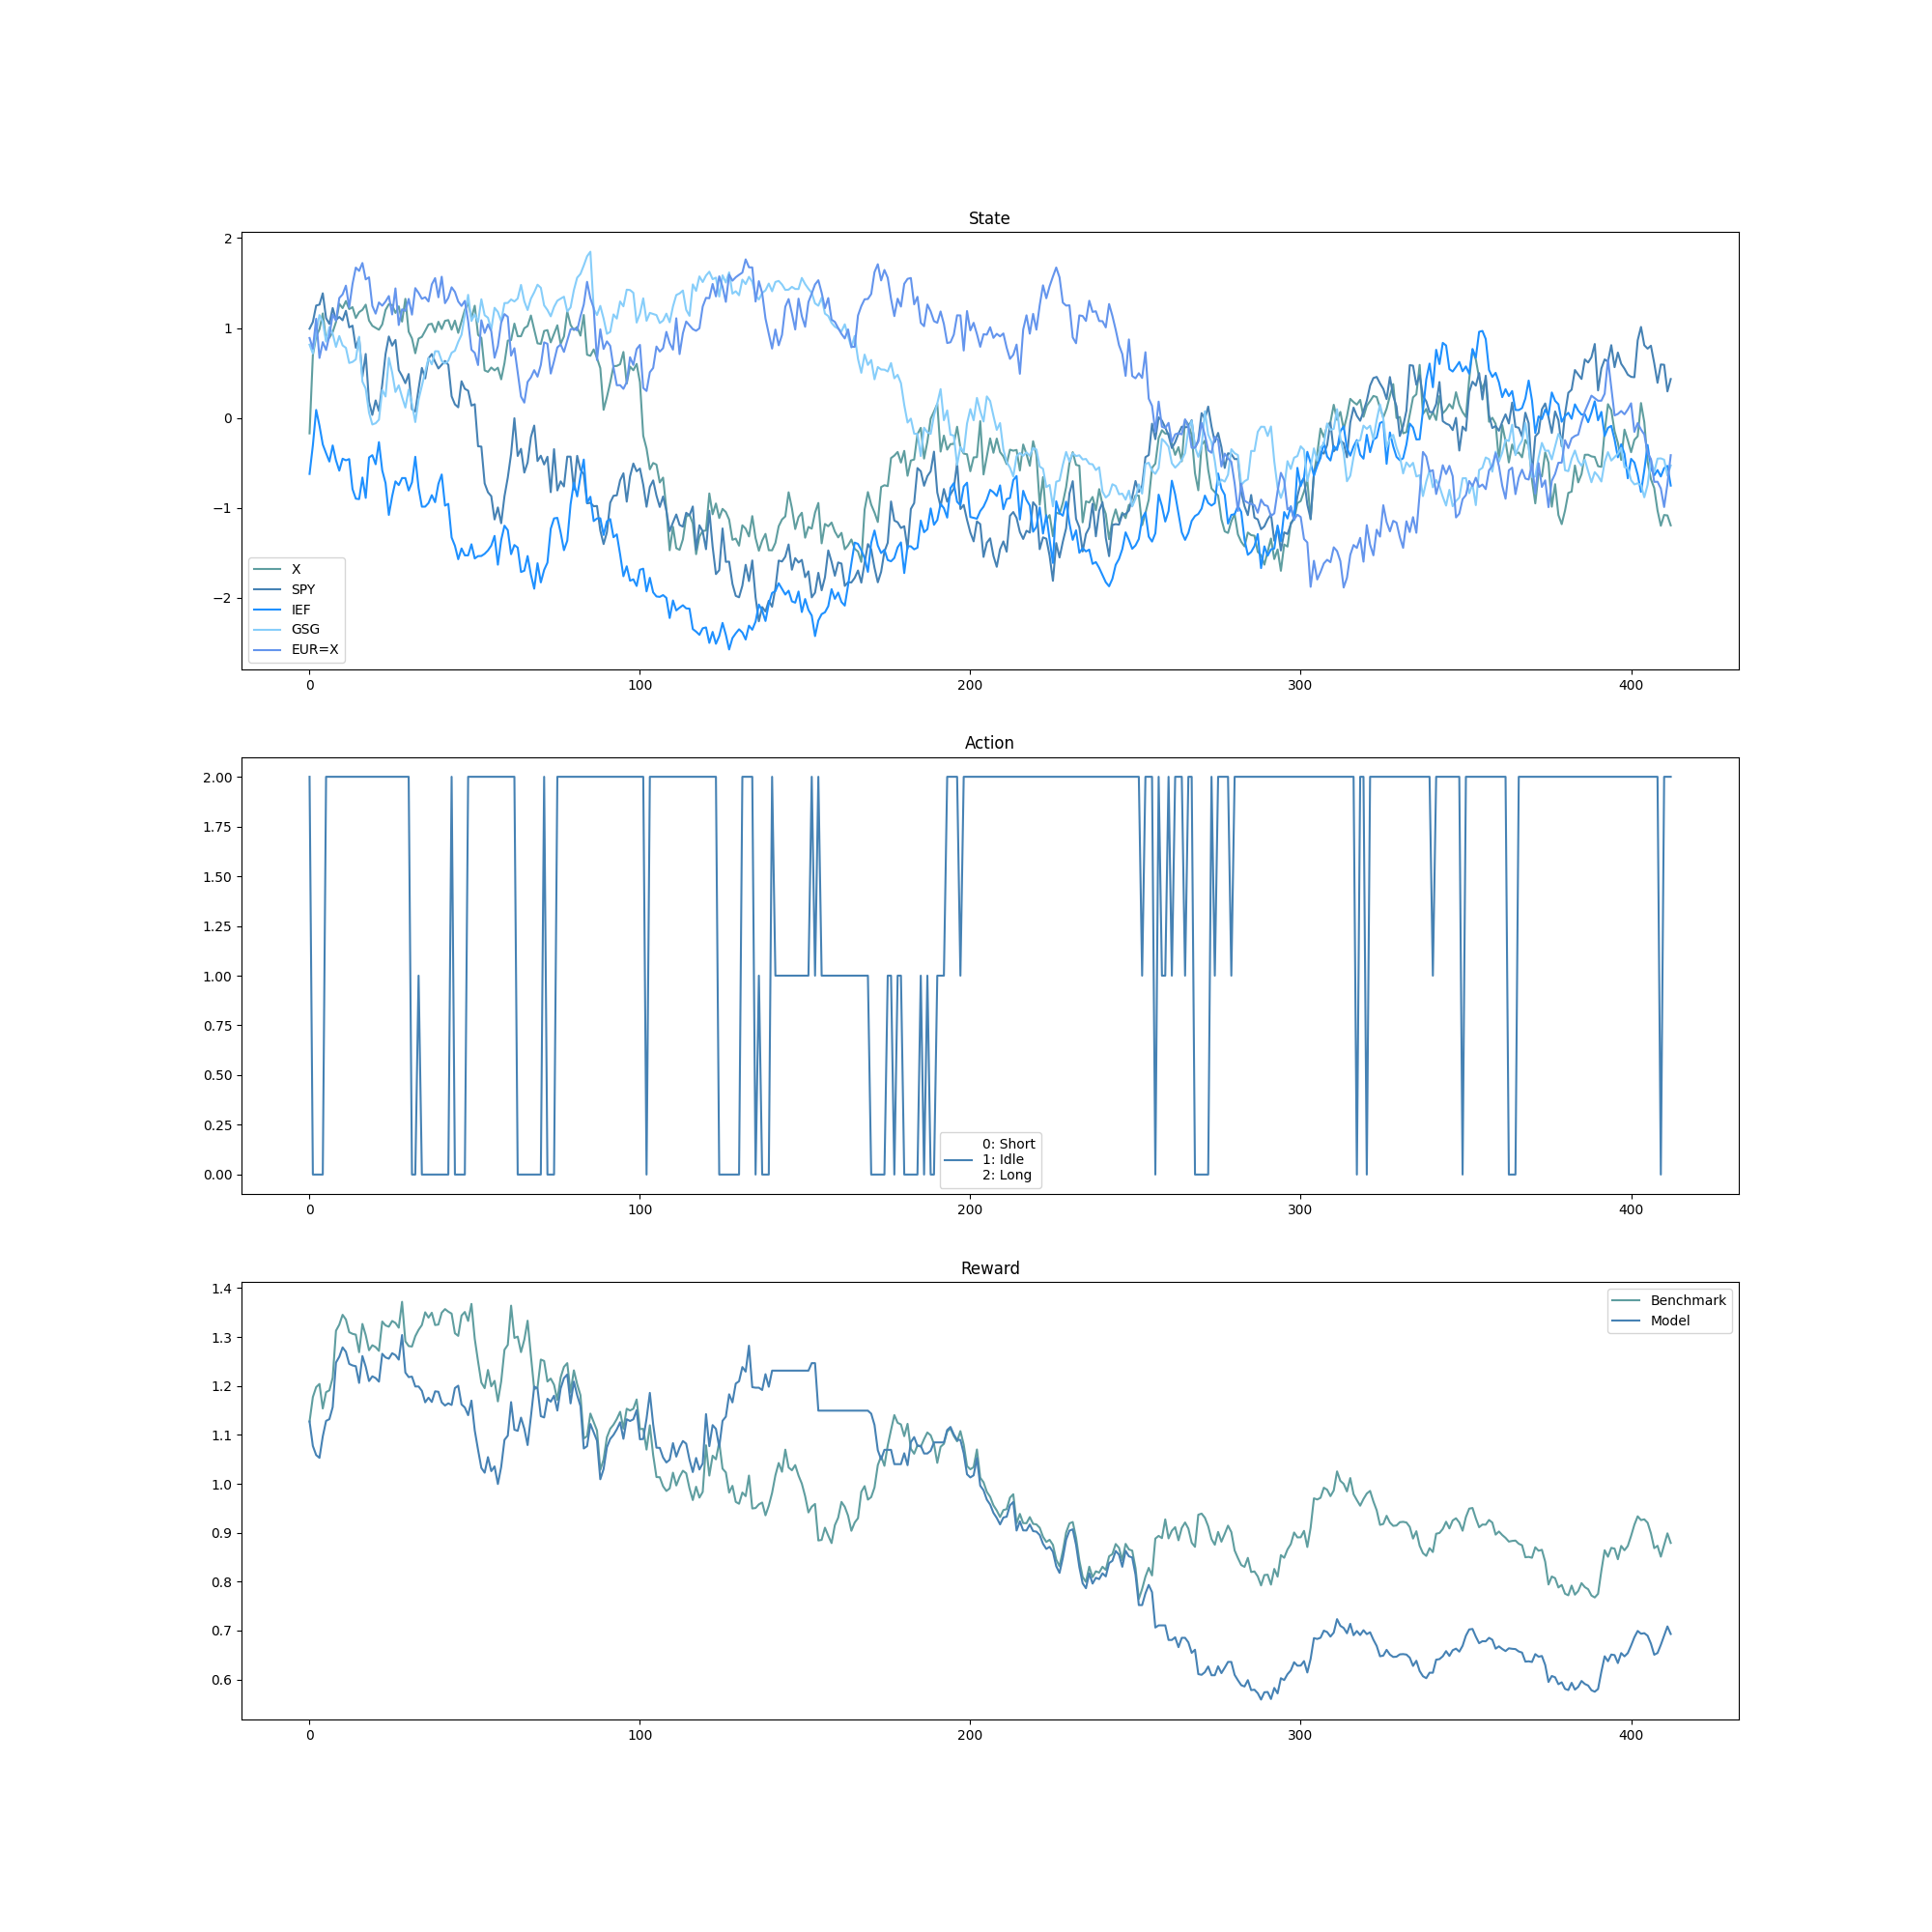 State
2
1
0
−1
−2
X
SPY
IEF
GSG
EUR=X
0 100 200 300 400
Action
2.00
1.75
1.50
1.25
1.00
0.75
0.50
0.25
0.00
0: Short
1: Idle
2: Long
0 100 200 300 400
Reward
1.4
1.3
1.2
1.1
1.0
0.9
0.8
0.7
0.6
Benchmark
Model
0 100 200 300 400